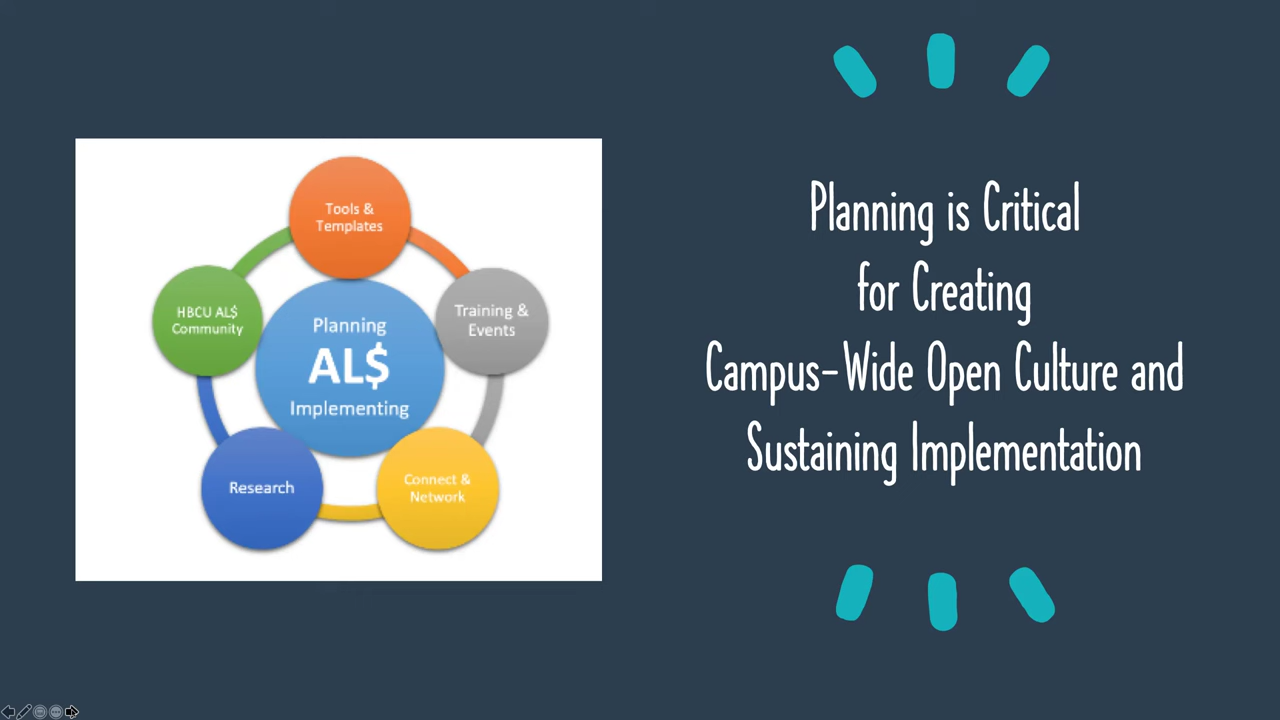 Tools &
Templates
HBCU AL$
Community
Training &
Events
Planning
AL$
Implementing
Research
Connect &
Network
Planning is Critical
for Creating
Campus-Wide Open Culture and
Sustaining Implementation